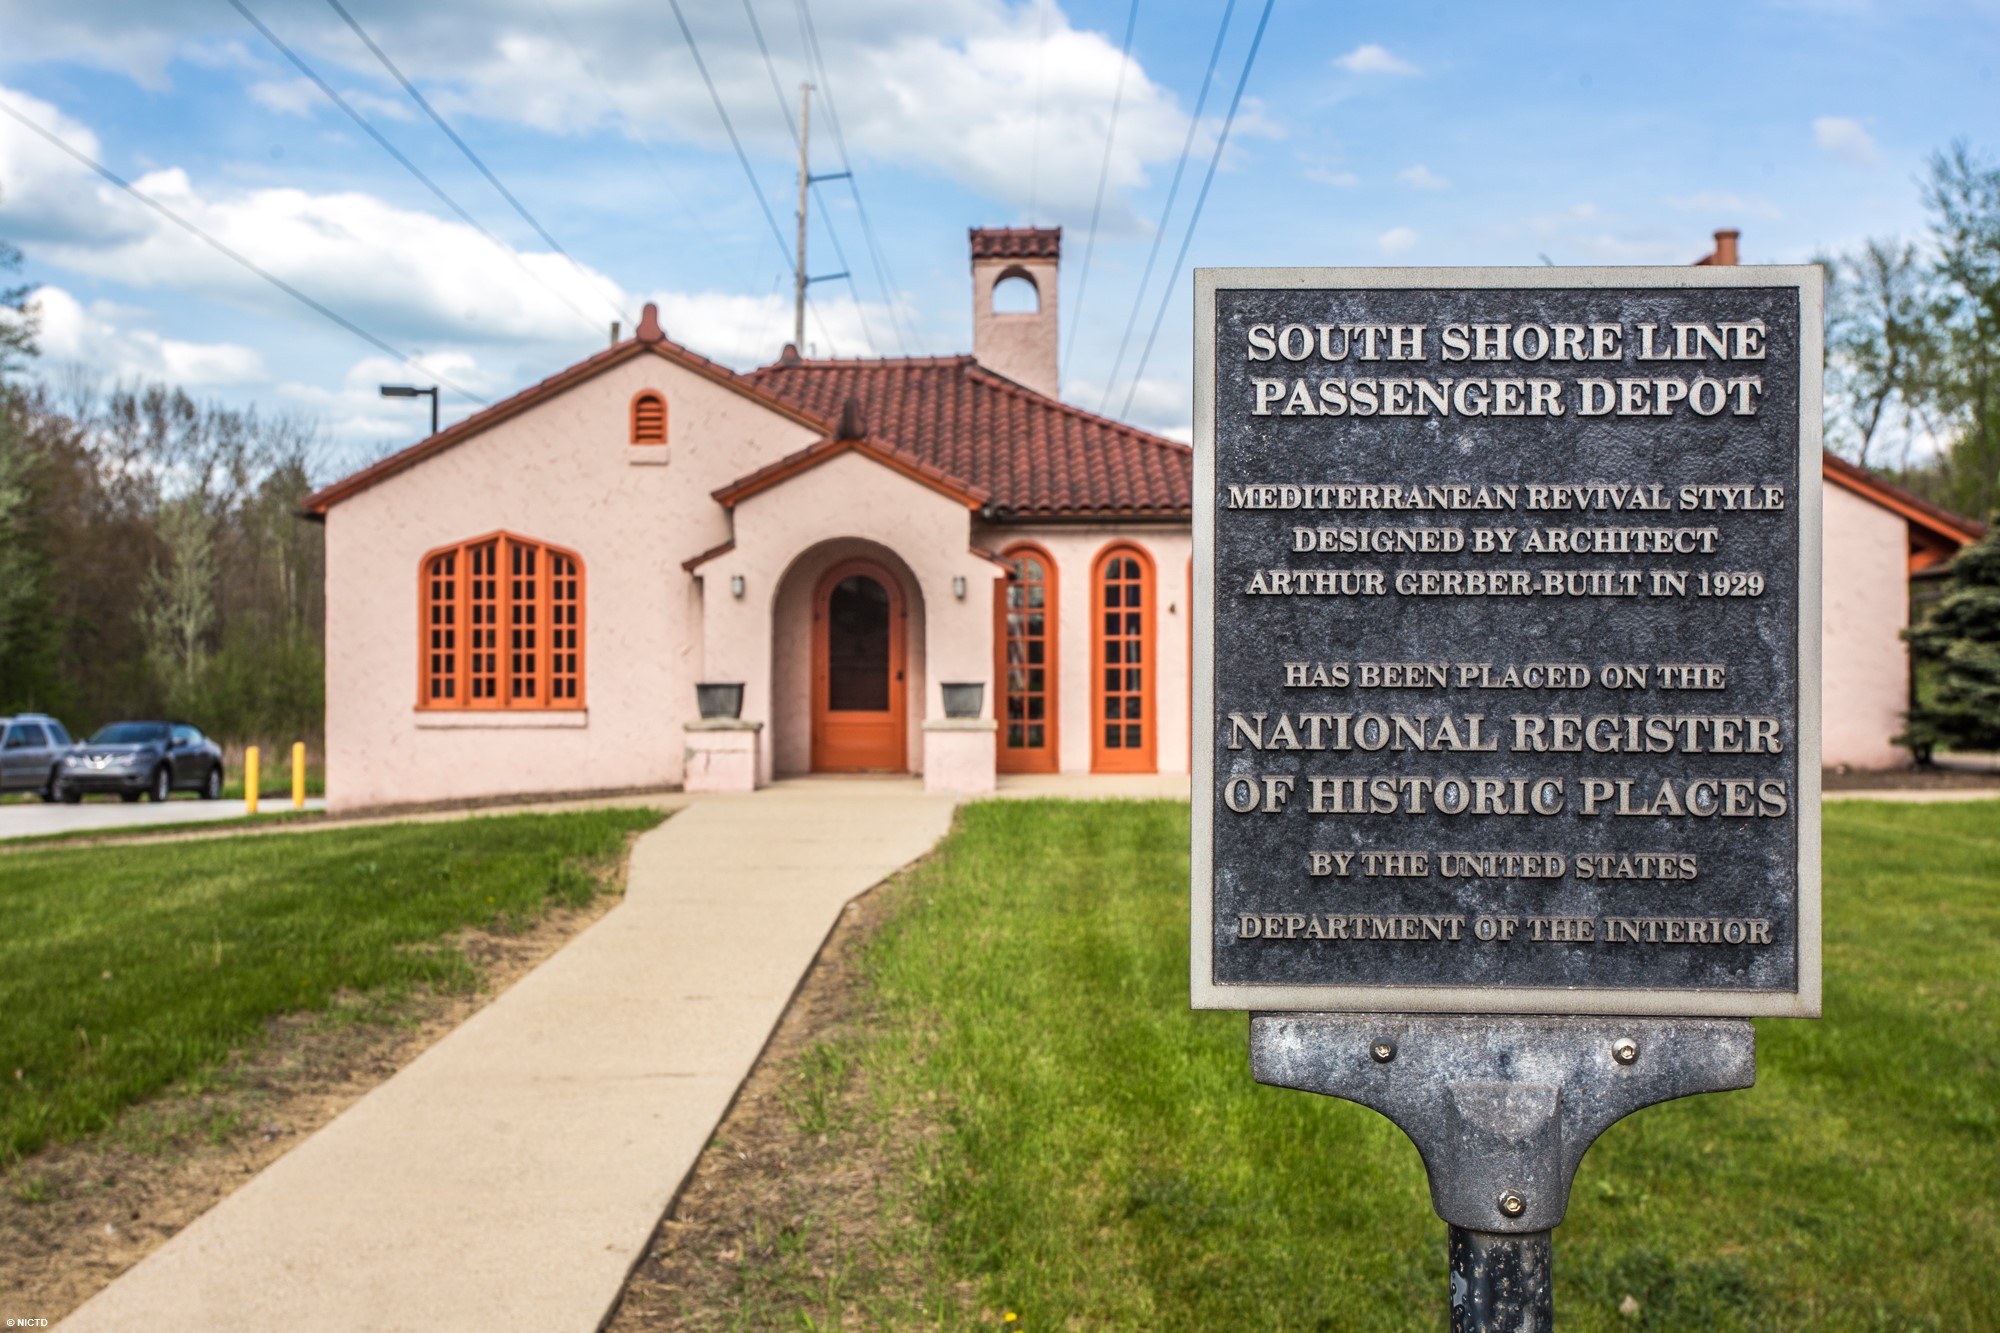 SOUTH SHORE LINE
PASSENGER DEPOT
MEDITERRANEAN REVIVAL STYLE
DESIGNED BY ARCHITECT
ARTHUR GERBER-BUILT IN 1929
HAS BEEN PLACED ON THE
NATIONAL REGISTER
OF HISTORIC PLACES
BY THE UNITED STATES
DEPARTMENT OF THE INTERIOR
© NICTD